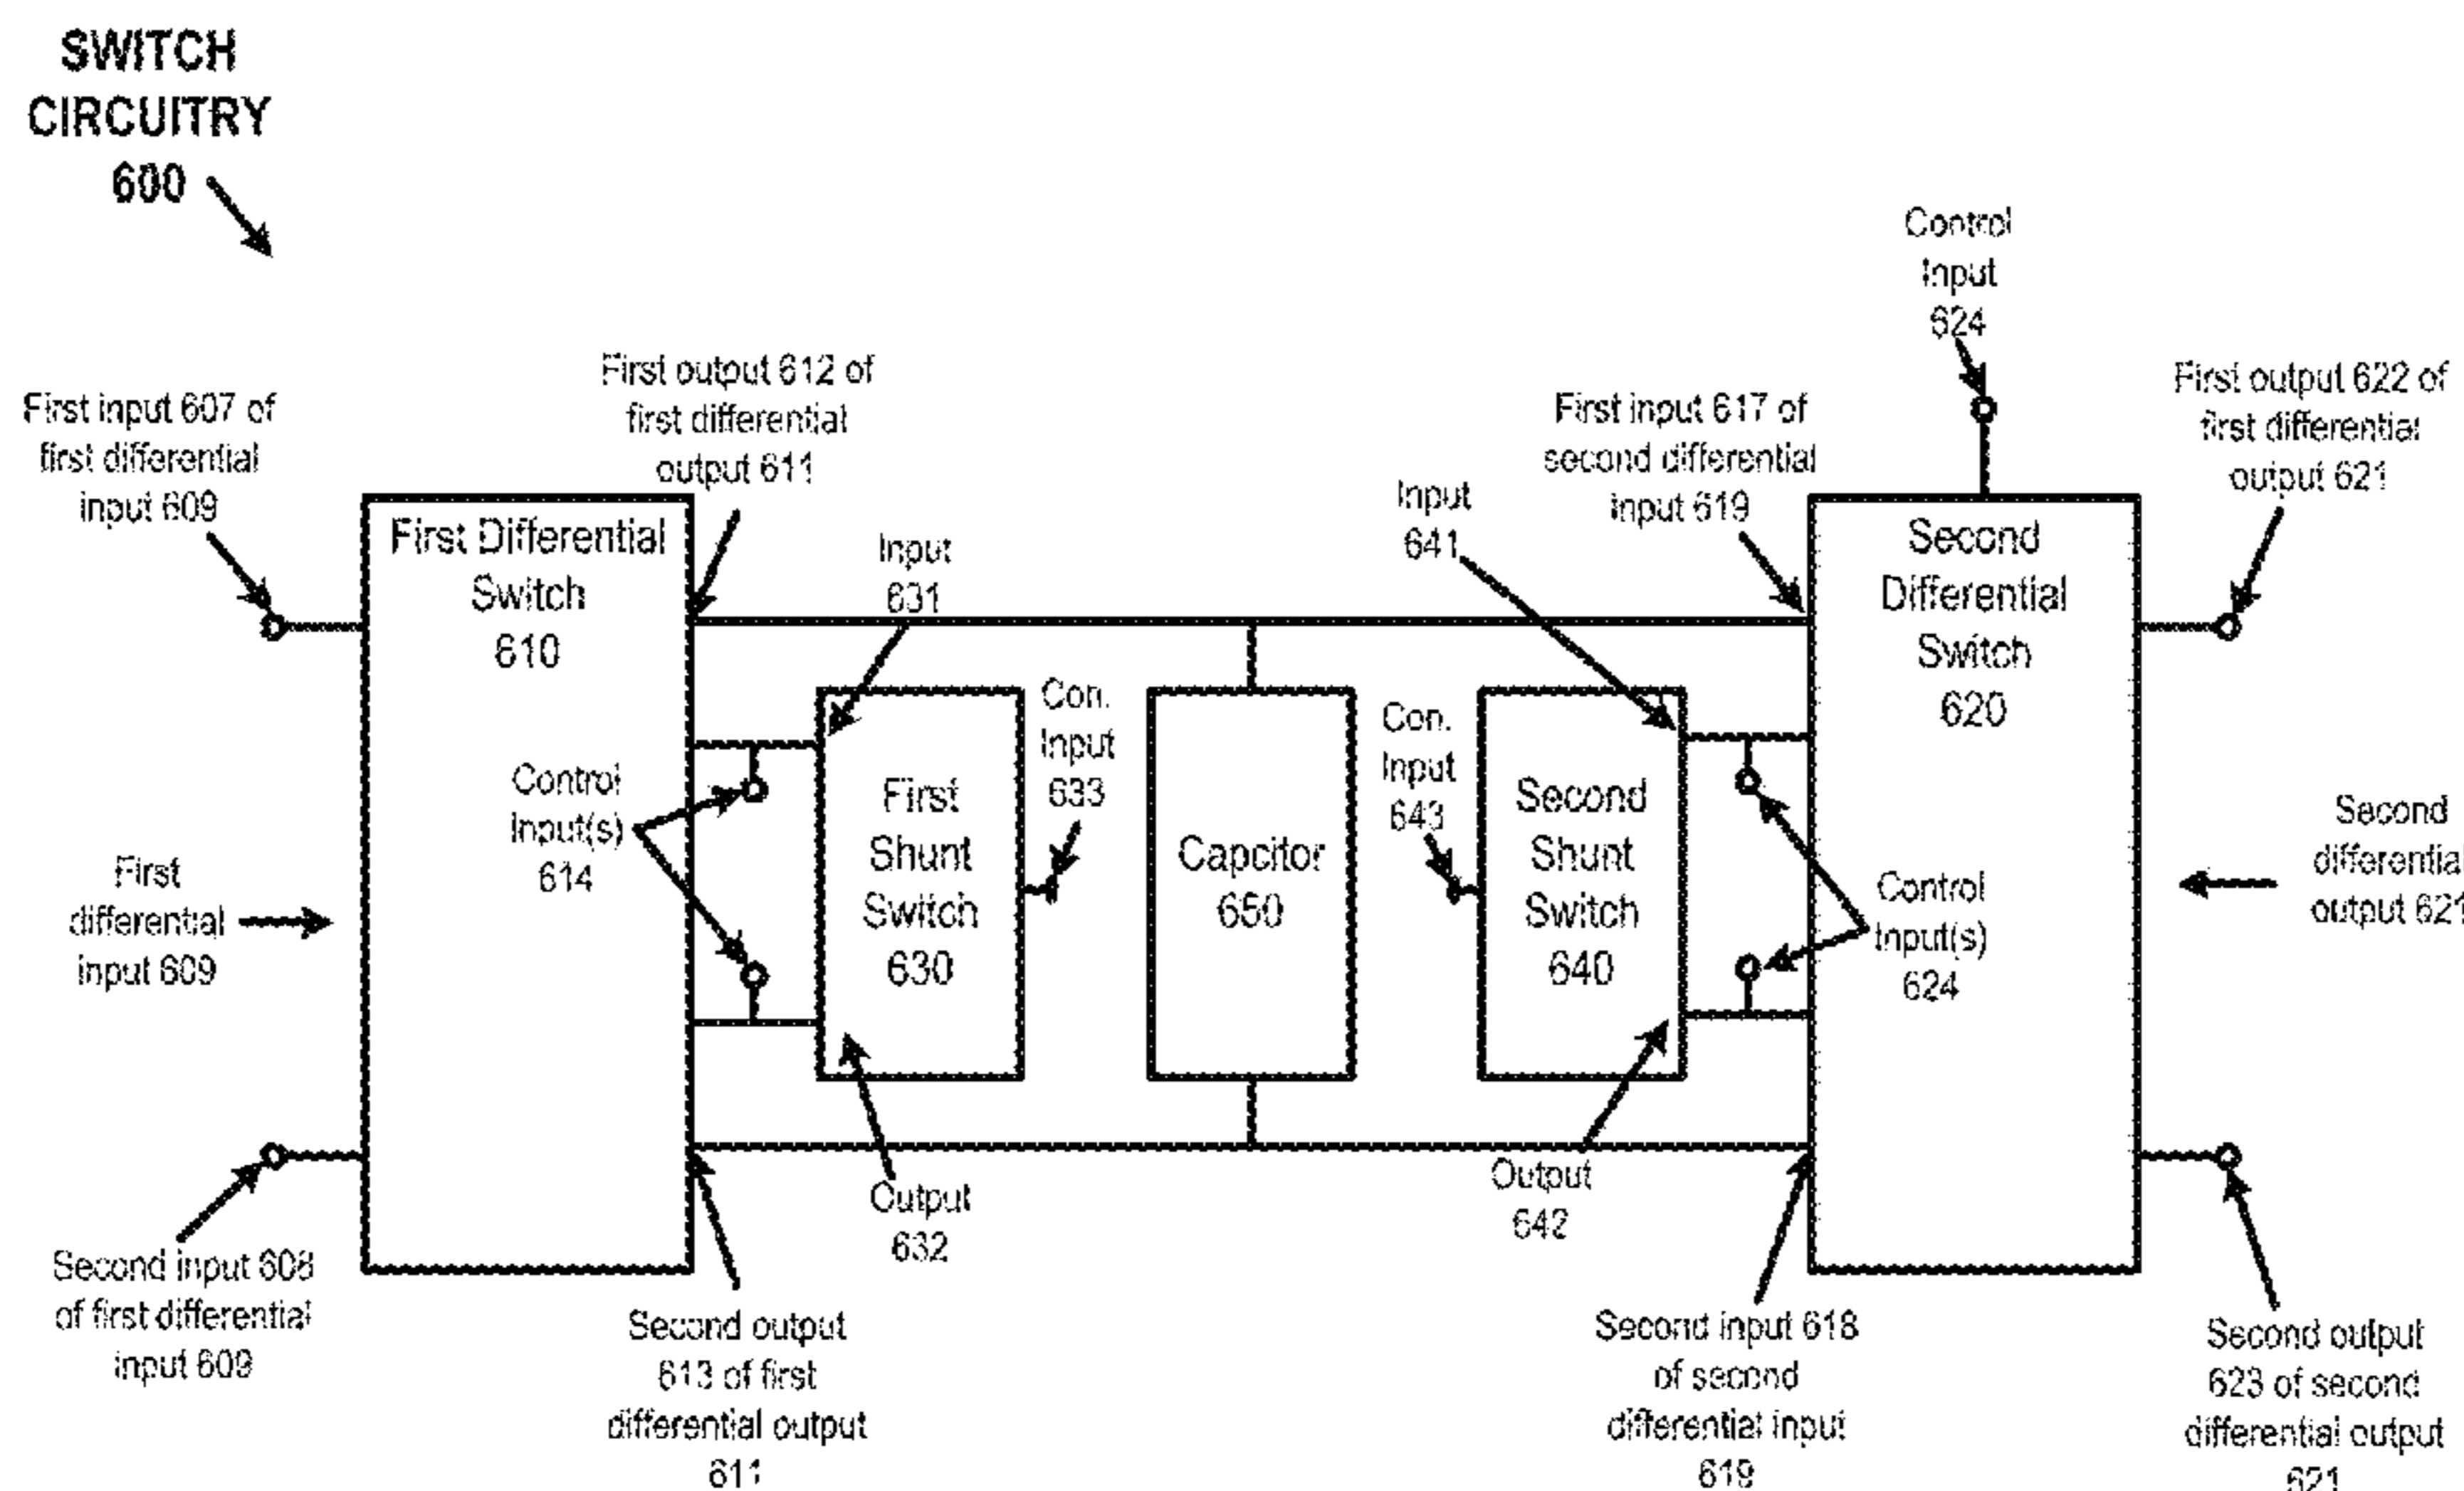 SWITCH
CIRCUITRY
600
Control
Input
624
First output 612 of
first differential
output 611
First input 607 of
first differential
input 609
First input 617 of
second differential
input 619
First output 622 of
first differential
output 621
Input
631
Input
641
First Differential
Switch
610
Second
Differential
Switch
620
Con.
Input
633
Con.
Input
643
Control
Input(s)
614
First
Shunt
Switch
630
Capcitor
650
Second
Shunt
Switch
640
Control
Input(s)
624
First
differential
input 609
Second
differential
output 621
Output
632
Output
642
Second input 608
of first differential
input 609
Second output
613 of first
differential output
611
Second input 618
of second
differential input
619
Second output
623 of second
differential output
621